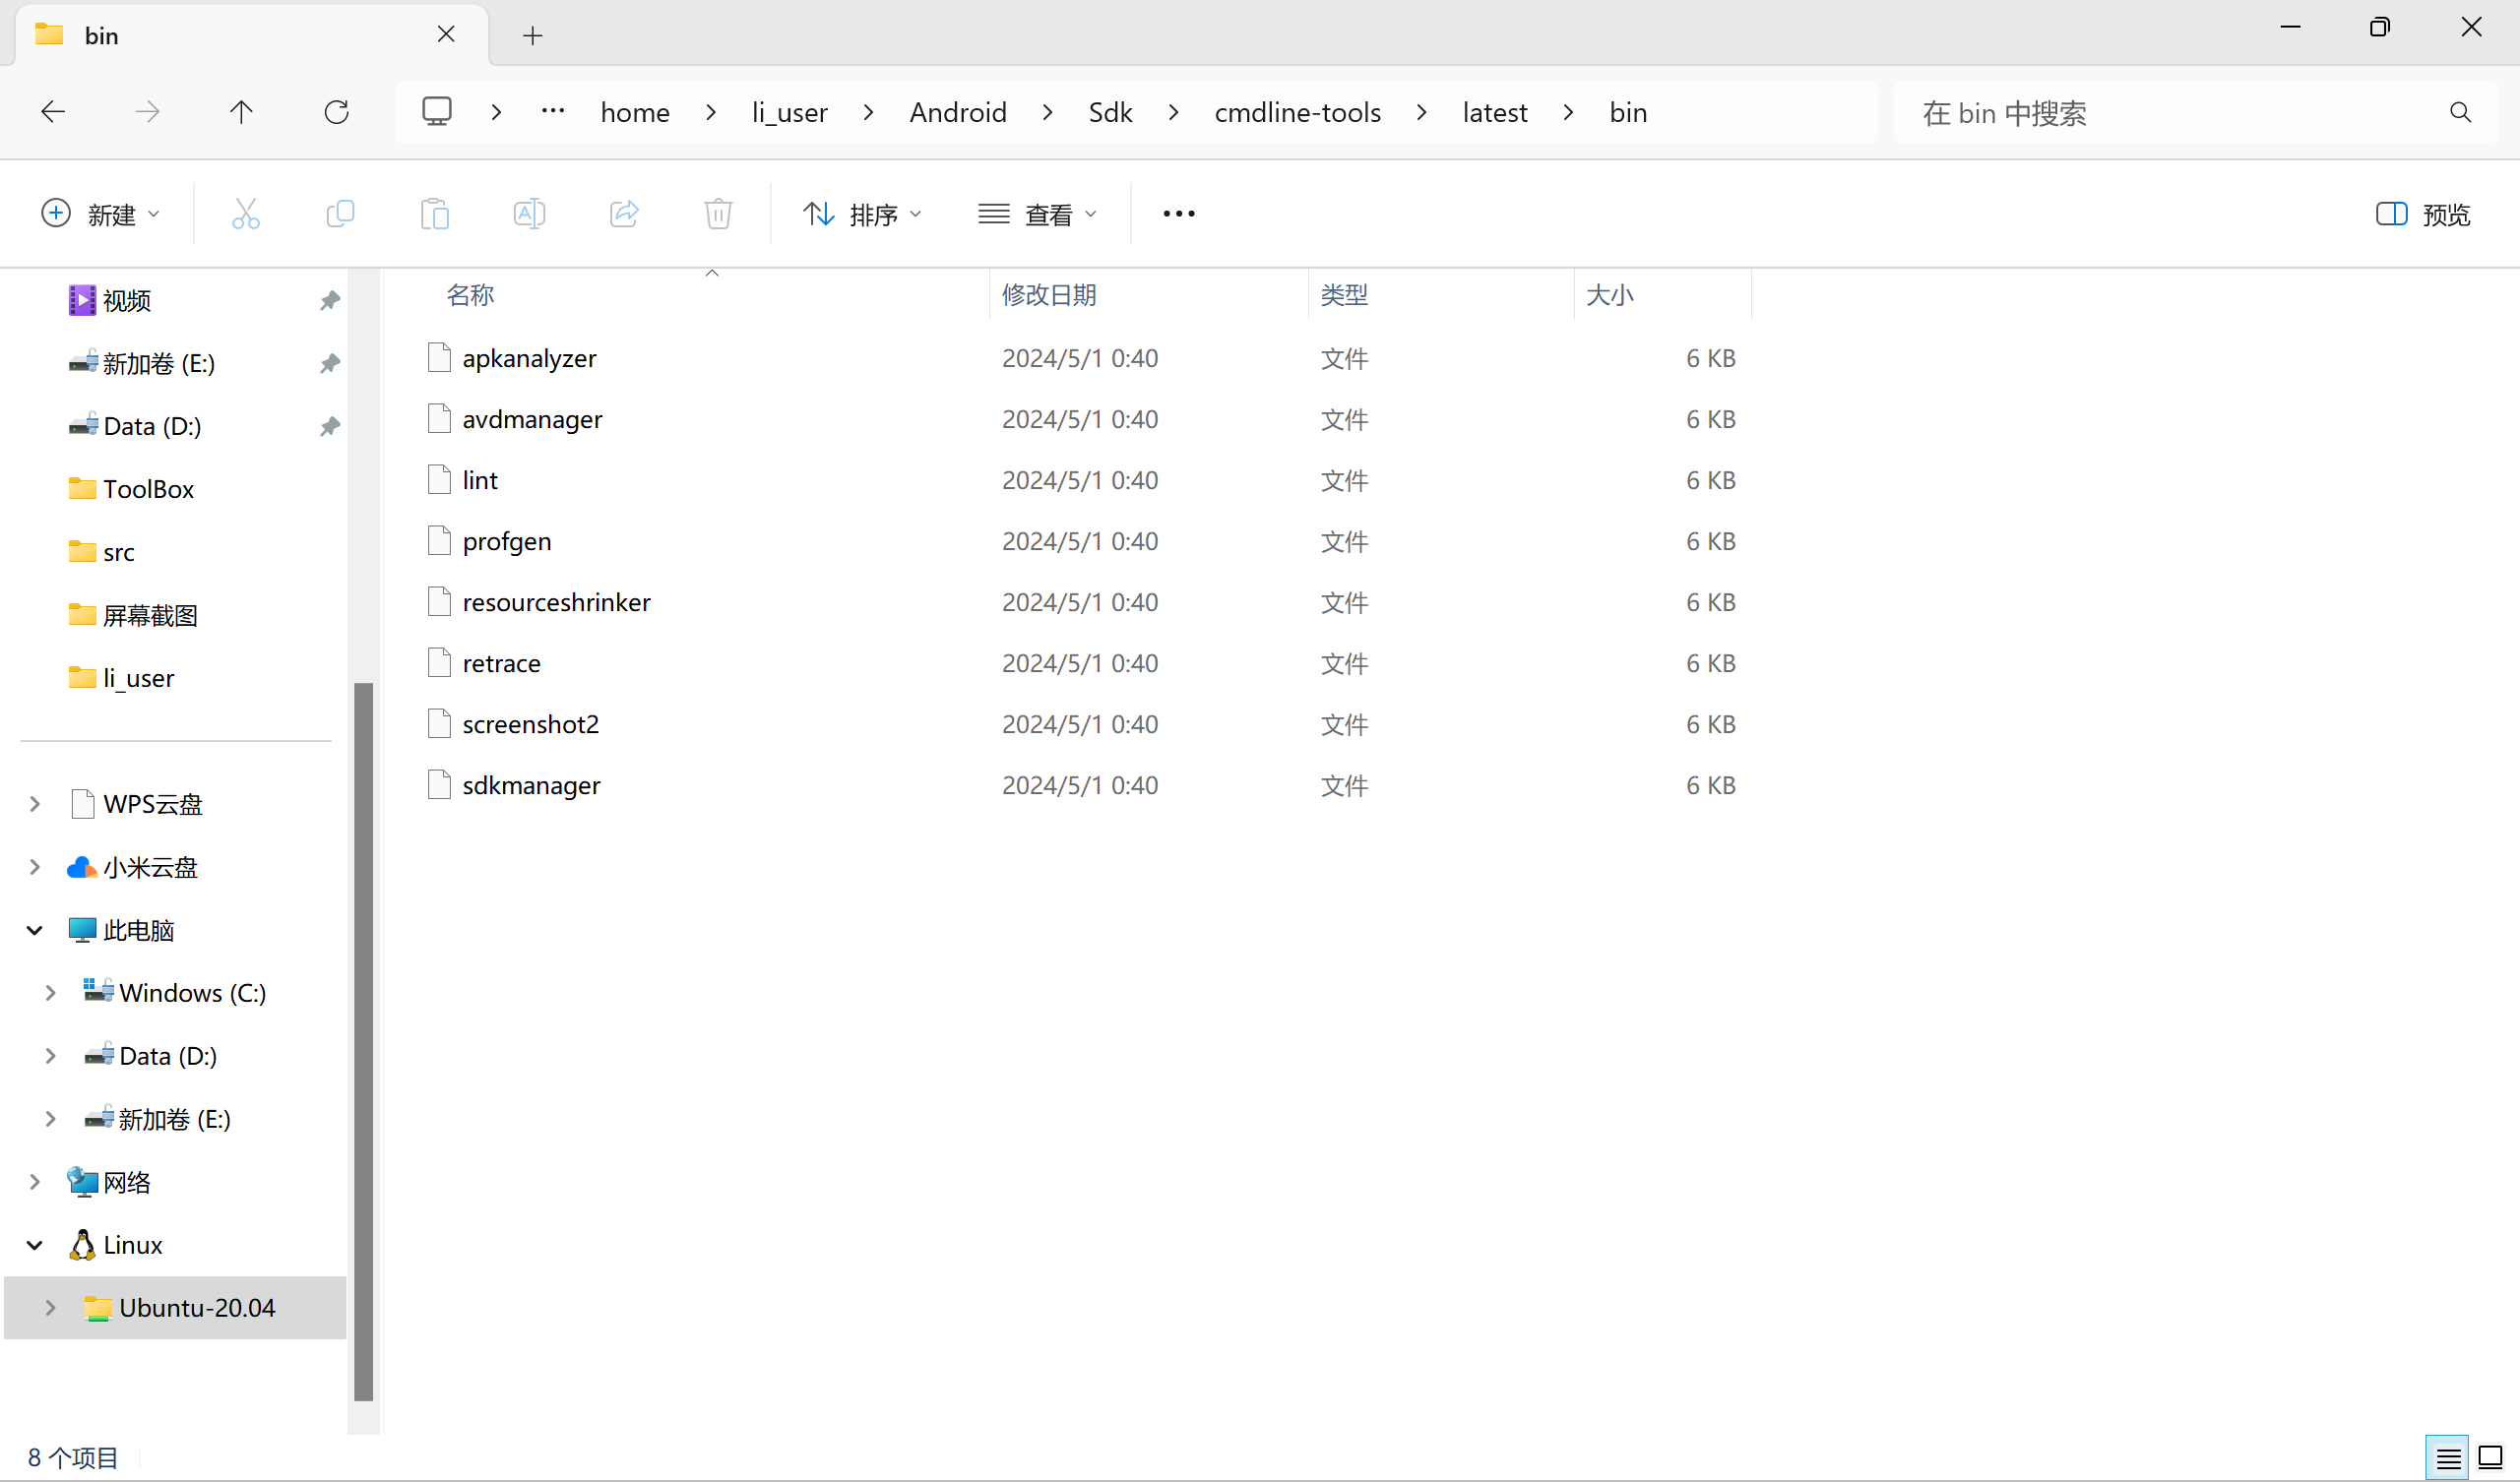 bin
home li_user Android Sdk cmdline-tools latest bin 在 bin 中搜索
新建 排序 查看 预览
名称 修改日期 类型 大小
视频
新加卷 (E:)
Data (D:)
ToolBox
src
屏幕截图
li_user
WPS云盘
小米云盘
此电脑
Windows (C:)
Data (D:)
新加卷 (E:)
网络
Linux
Ubuntu-20.04
apkanalyzer 2024/5/1 0:40 文件 6 KB
avdmanager 2024/5/1 0:40 文件 6 KB
lint 2024/5/1 0:40 文件 6 KB
profgen 2024/5/1 0:40 文件 6 KB
resourceshrinker 2024/5/1 0:40 文件 6 KB
retrace 2024/5/1 0:40 文件 6 KB
screenshot2 2024/5/1 0:40 文件 6 KB
sdkmanager 2024/5/1 0:40 文件 6 KB
8 个项目